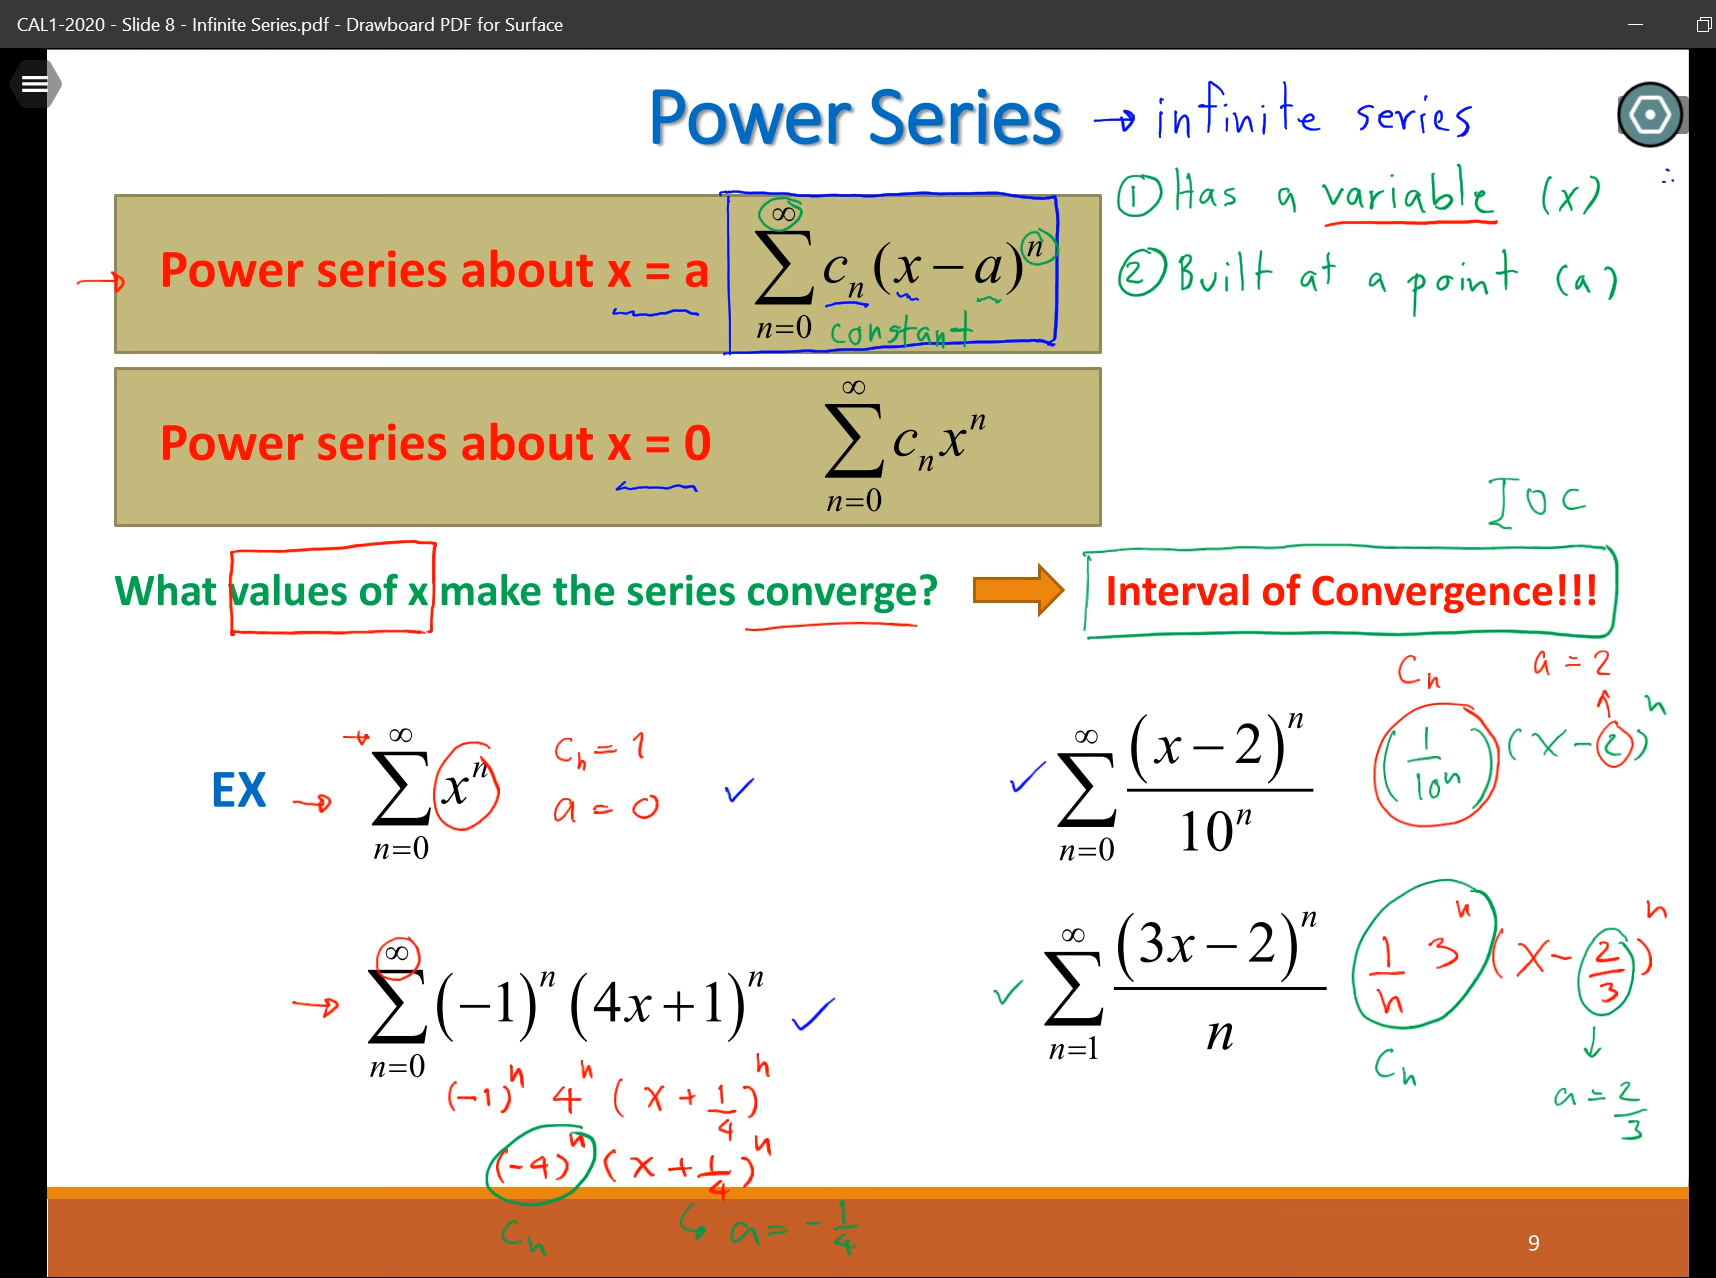 CAL1-2020 - Slide 8 - Infinite Series.pdf - Drawboard PDF for Surface
Power Series → infinite series
① Has a variable (x)
② Built at a point (a)
Power series about x = a ∑_{n=0}^{∞} c_n (x − a)^n
constant
Power series about x = 0 ∑_{n=0}^{∞} c_n x^n
IOC
What values of x make the series converge? Interval of Convergence!!!
EX → ∑_{n=0}^{∞} x^n
c_n = 1
a = 0 ✓
✓ ∑_{n=0}^{∞} (x − 2)^n / 10^n
C_n a = 2
(1/10^n) (x − 2)^n
→ ∑_{n=0}^{∞} (−1)^n (4x + 1)^n ✓
(−1)^n 4^n (x + 1/4)^n
(−4)^n (x + 1/4)^n
C_n ↳ a = − 1/4
✓ ∑_{n=1}^{∞} (3x − 2)^n / n
1/n 3^n (x − 2/3)^n
C_n ↓
a = 2/3
9